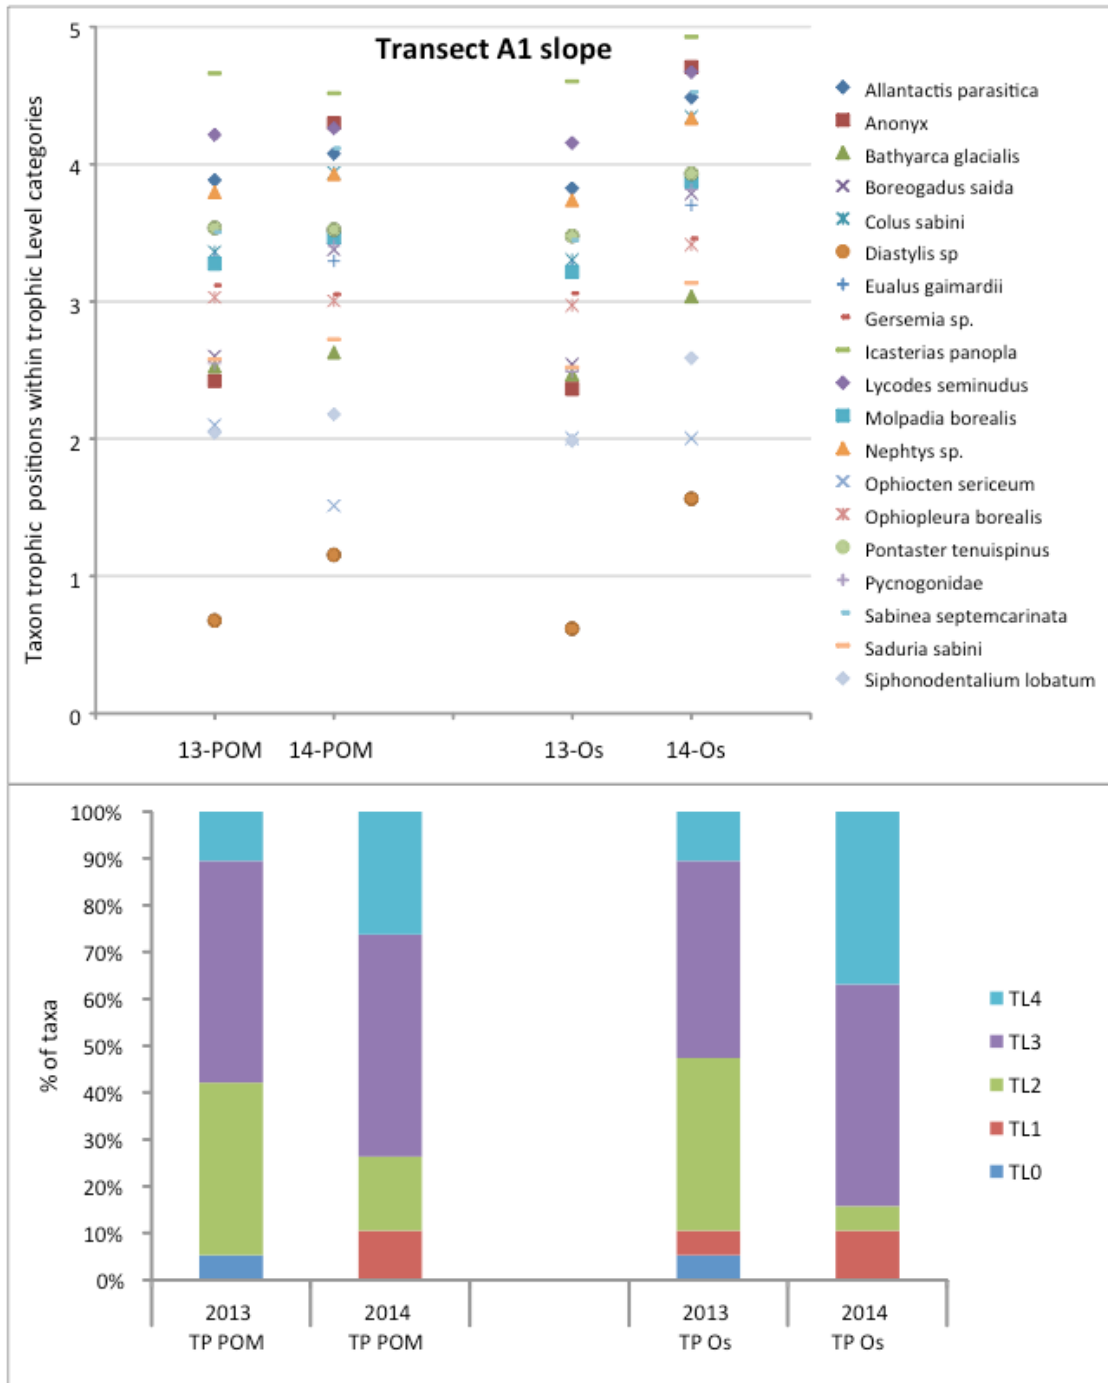 Transect A1 slope
Taxon trophic positions within trophic Level categories
5
4
3
2
1
0
13-POM 14-POM 13-Os 14-Os
Allantactis parasitica
Anonyx
Bathyarca glacialis
Boreogadus saida
Colus sabini
Diastylis sp
Eualus gaimardii
Gersemia sp.
Icasterias panopla
Lycodes seminudus
Molpadia borealis
Nephtys sp.
Ophiocten sericeum
Ophiopleura borealis
Pontaster tenuispinus
Pycnogonidae
Sabinea septemcarinata
Saduria sabini
Siphonodentalium lobatum
% of taxa
100%
90%
80%
70%
60%
50%
40%
30%
20%
10%
0%
2013 2014 2013 2014
TP POM TP POM TP Os TP Os
TL4
TL3
TL2
TL1
TL0